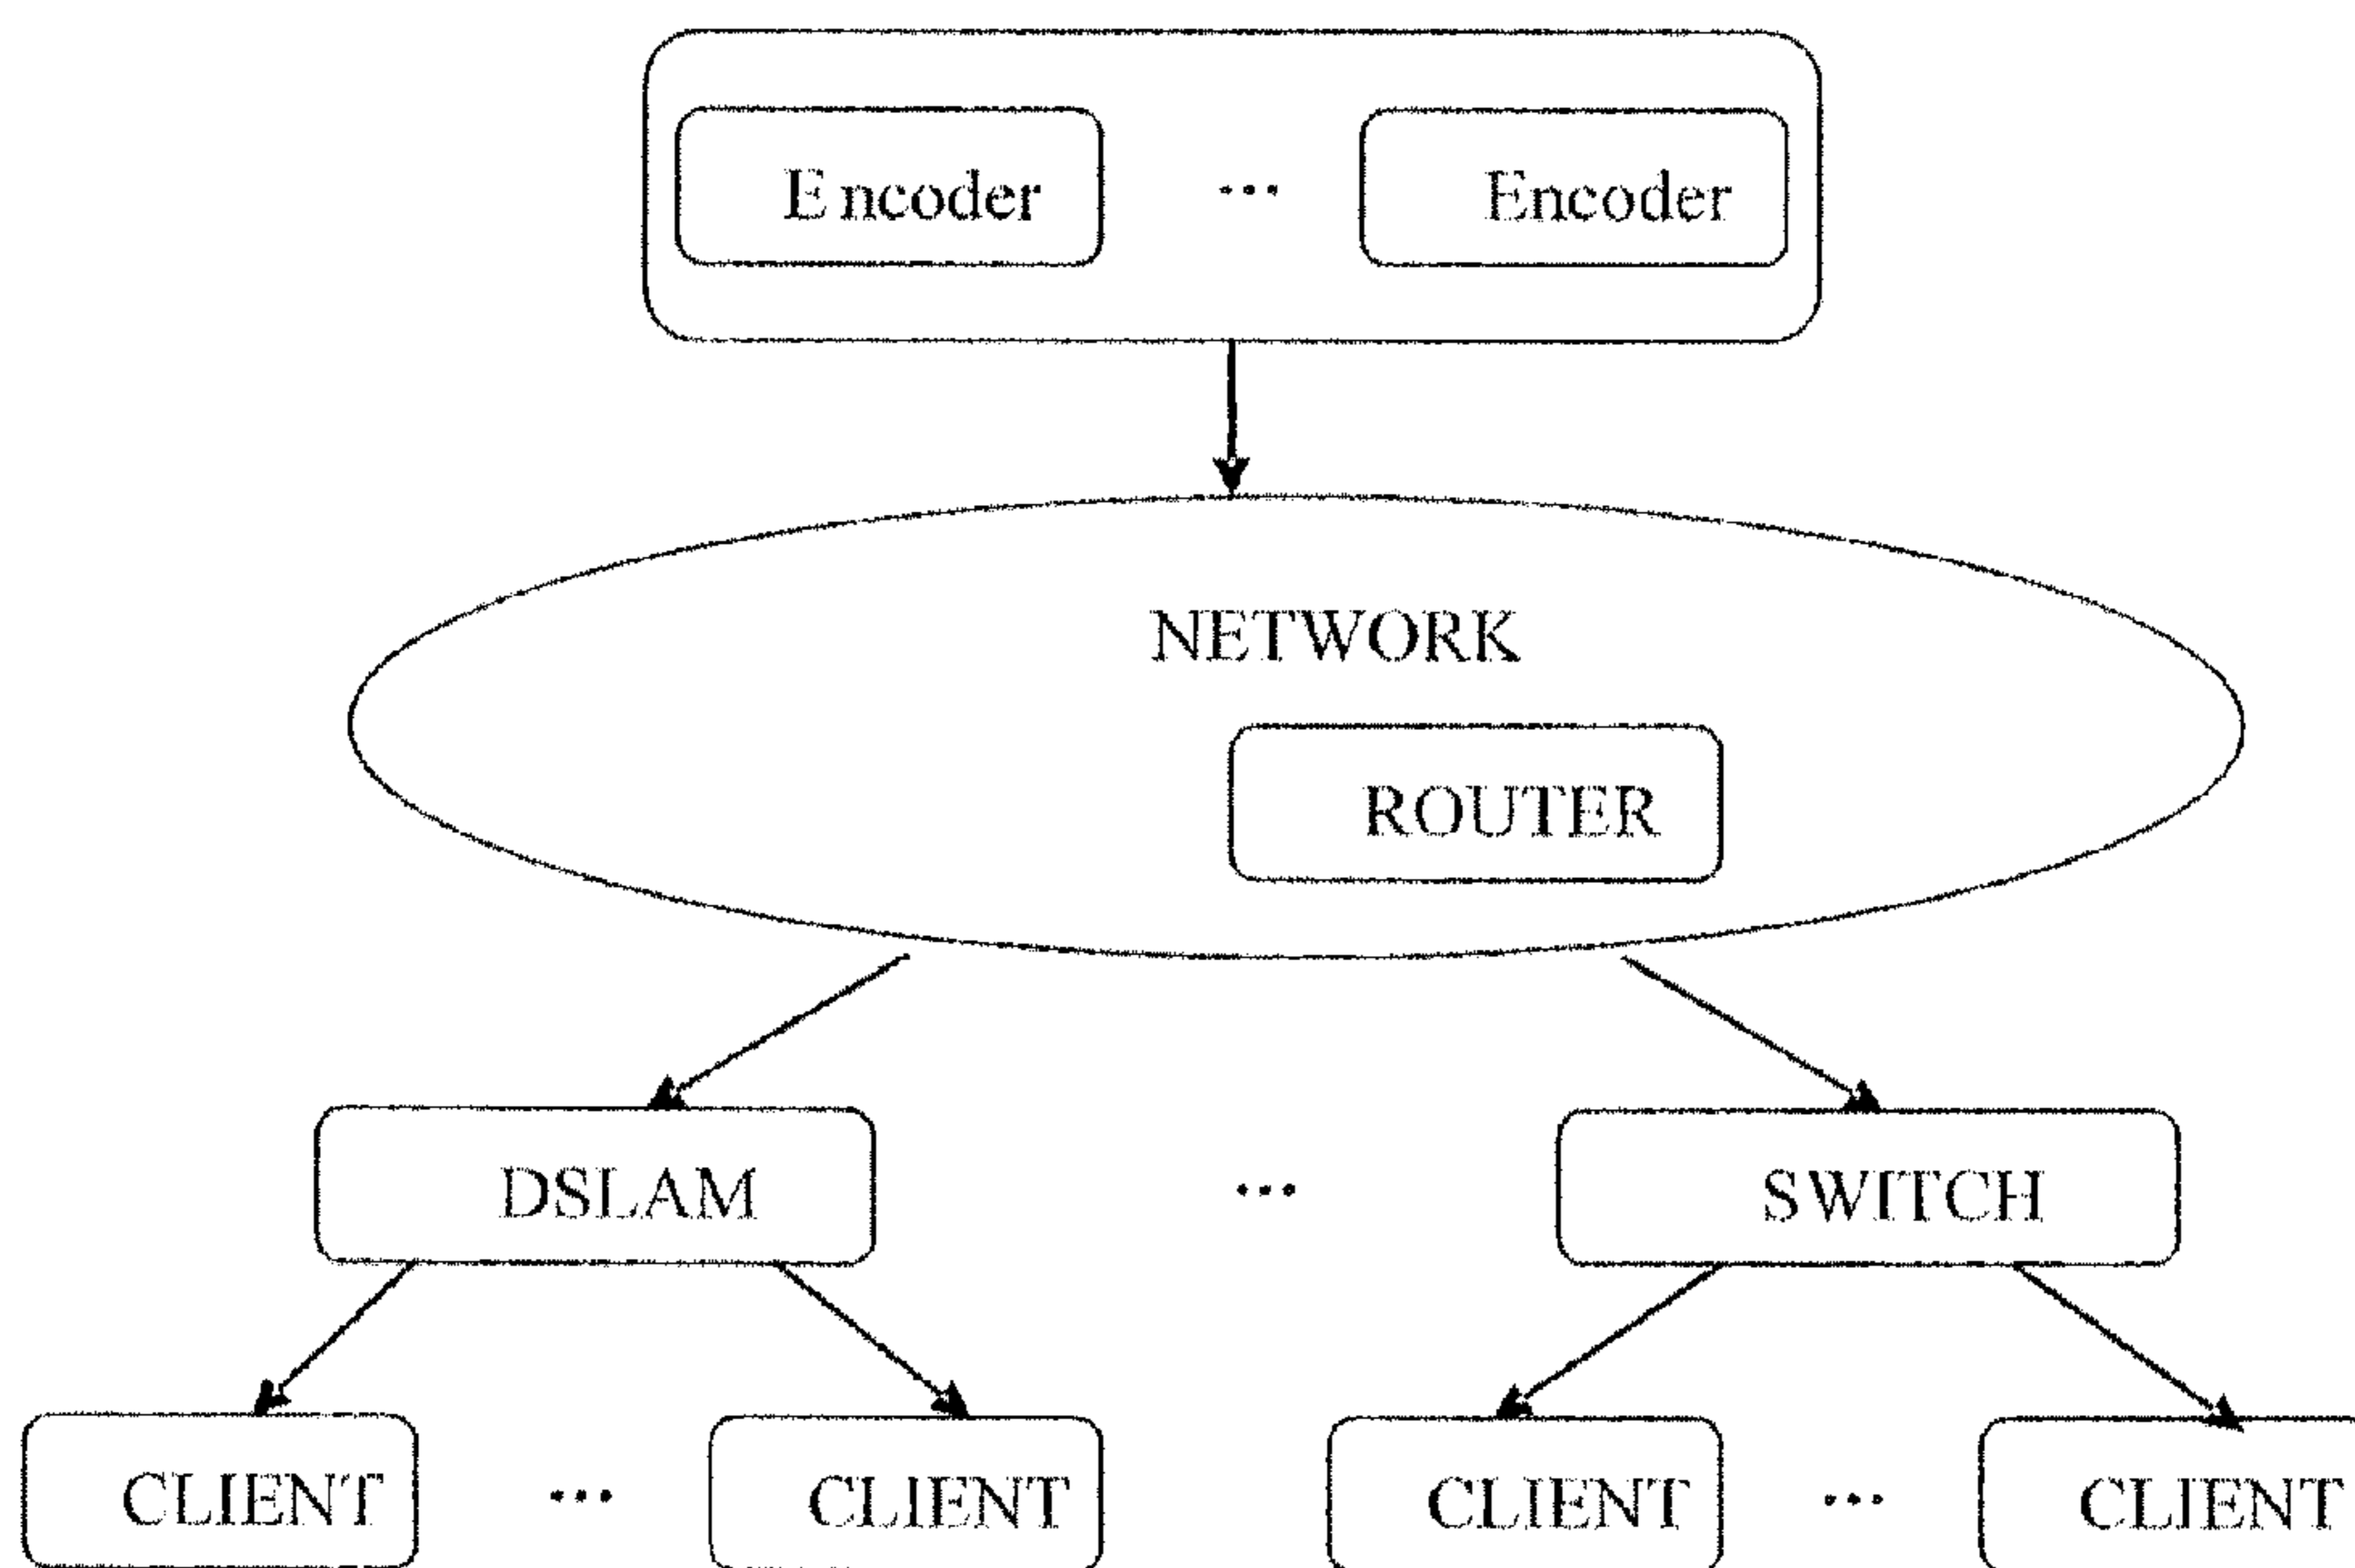 Encoder ... Encoder
NETWORK
ROUTER
DSLAM ... SWITCH
CLIENT ... CLIENT CLIENT ... CLIENT